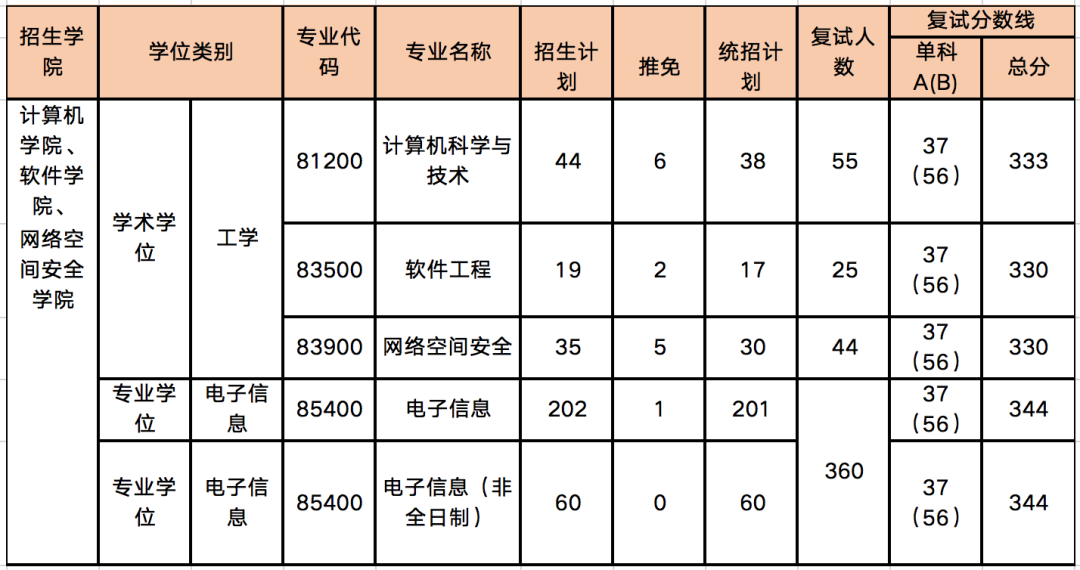 招生学
院
学位类别
专业代
码
专业名称
招生计
划
推免
统招计
划
复试人
数
复试分数线
单科
A(B)
总分
计算机
学院、
软件学
院、
网络空
间安全
学院
学术学
位
工学
81200
计算机科学与
技术
44
6
38
55
37
（56）
333
83500
软件工程
19
2
17
25
37
（56）
330
83900
网络空间安全
35
5
30
44
37
（56）
330
专业学
位
电子信
息
85400
电子信息
202
1
201
360
37
（56）
344
专业学
位
电子信
息
85400
电子信息（非
全日制）
60
0
60
37
（56）
344